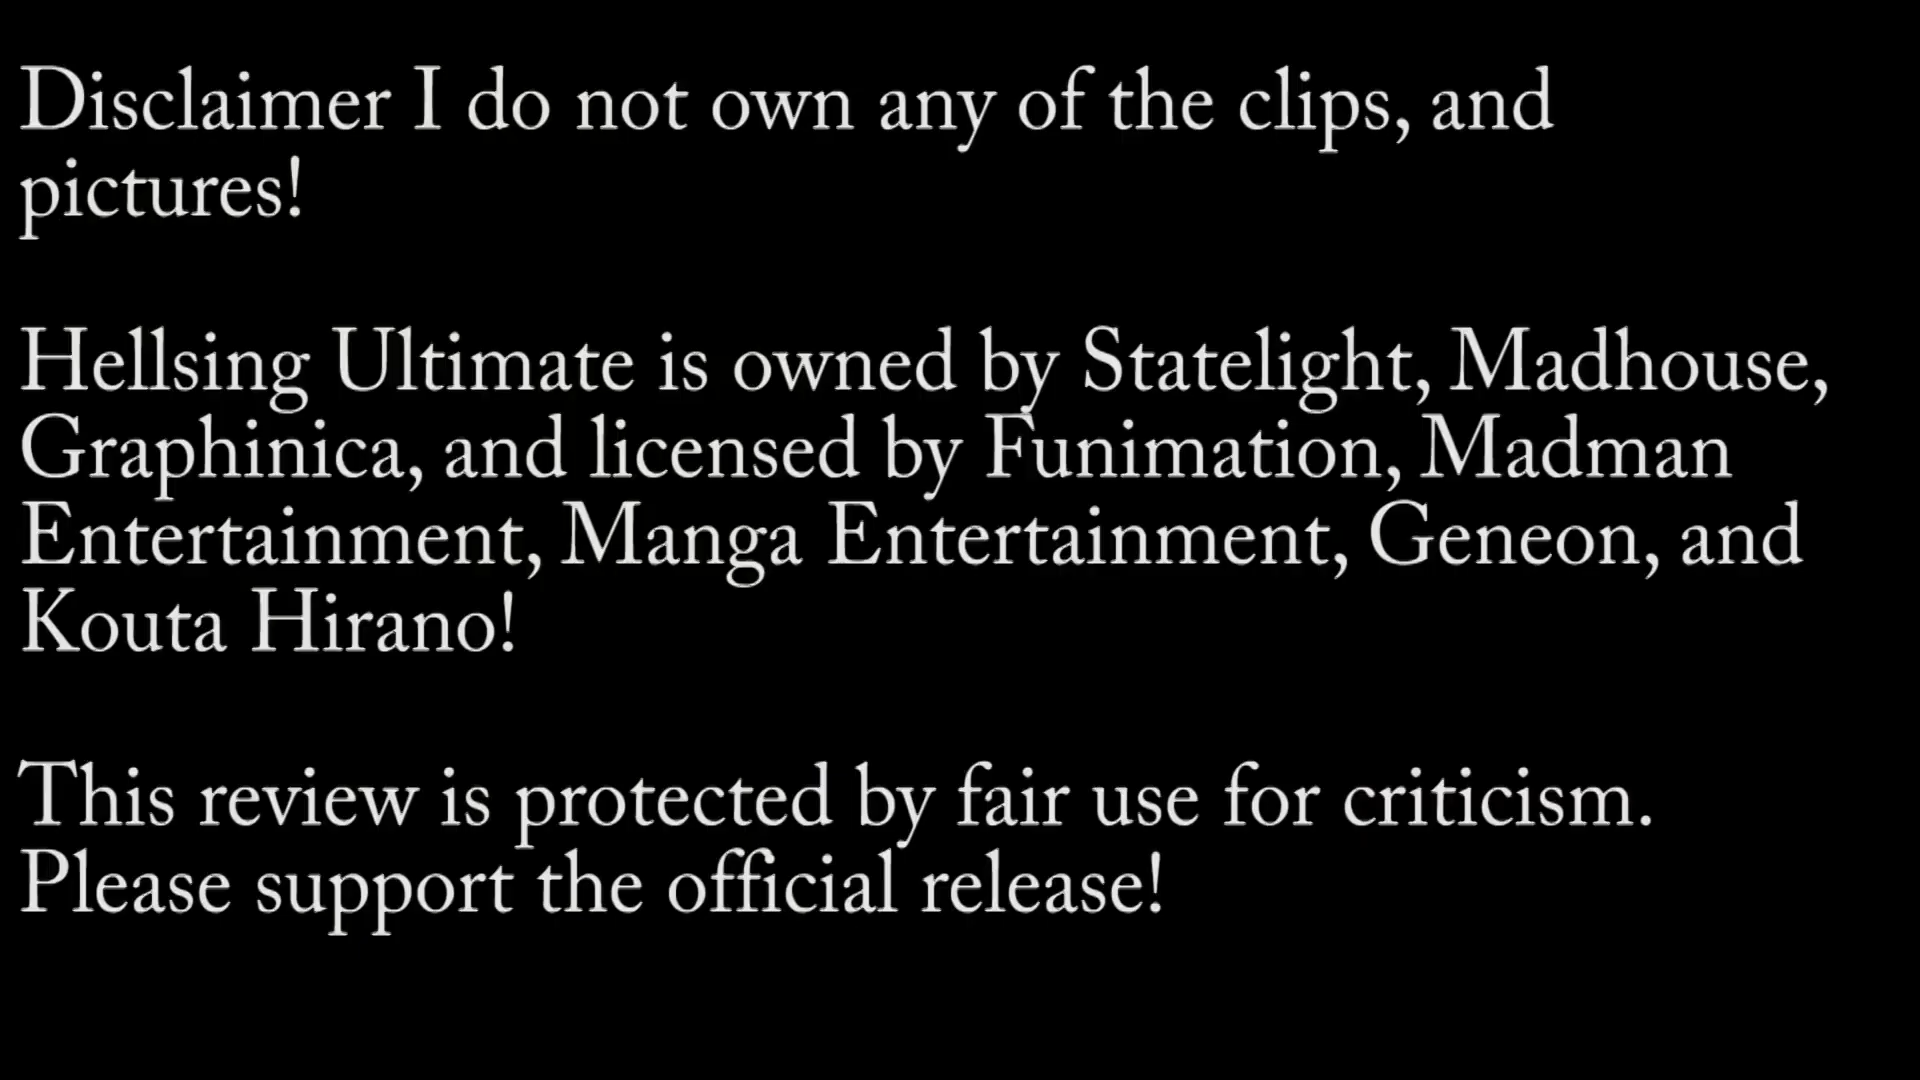 Disclaimer I do not own any of the clips, and
pictures!
Hellsing Ultimate is owned by Statelight, Madhouse,
Graphinica, and licensed by Funimation, Madman
Entertainment, Manga Entertainment, Geneon, and
Kouta Hirano!
This review is protected by fair use for criticism.
Please support the official release!